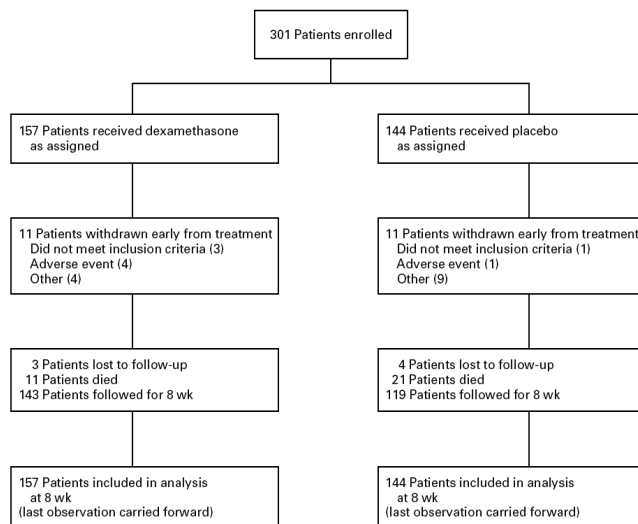 301 Patients enrolled
157 Patients received dexamethasone
as assigned
144 Patients received placebo
as assigned
11 Patients withdrawn early from treatment
Did not meet inclusion criteria (3)
Adverse event (4)
Other (4)
11 Patients withdrawn early from treatment
Did not meet inclusion criteria (1)
Adverse event (1)
Other (9)
3 Patients lost to follow-up
11 Patients died
143 Patients followed for 8 wk
4 Patients lost to follow-up
21 Patients died
119 Patients followed for 8 wk
157 Patients included in analysis
at 8 wk
(last observation carried forward)
144 Patients included in analysis
at 8 wk
(last observation carried forward)